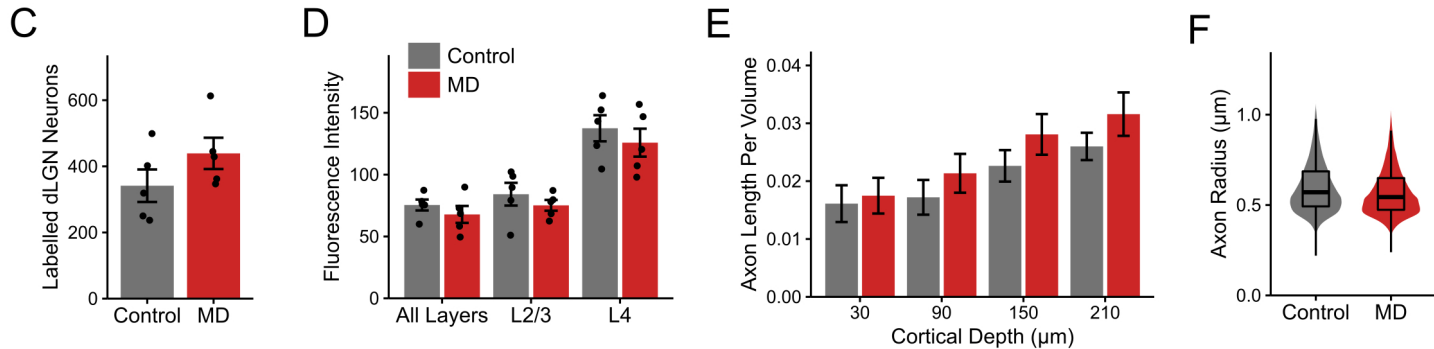 C
Labelled dLGN Neurons
600
400
200
0
Control MD
D
Fluorescence Intensity
150
100
50
0
Control
MD
All Layers L2/3 L4
E
Axon Length Per Volume
0.04
0.03
0.02
0.01
0.00
30 90 150 210
Cortical Depth (μm)
F
Axon Radius (μm)
1.0
0.5
0.0
Control MD